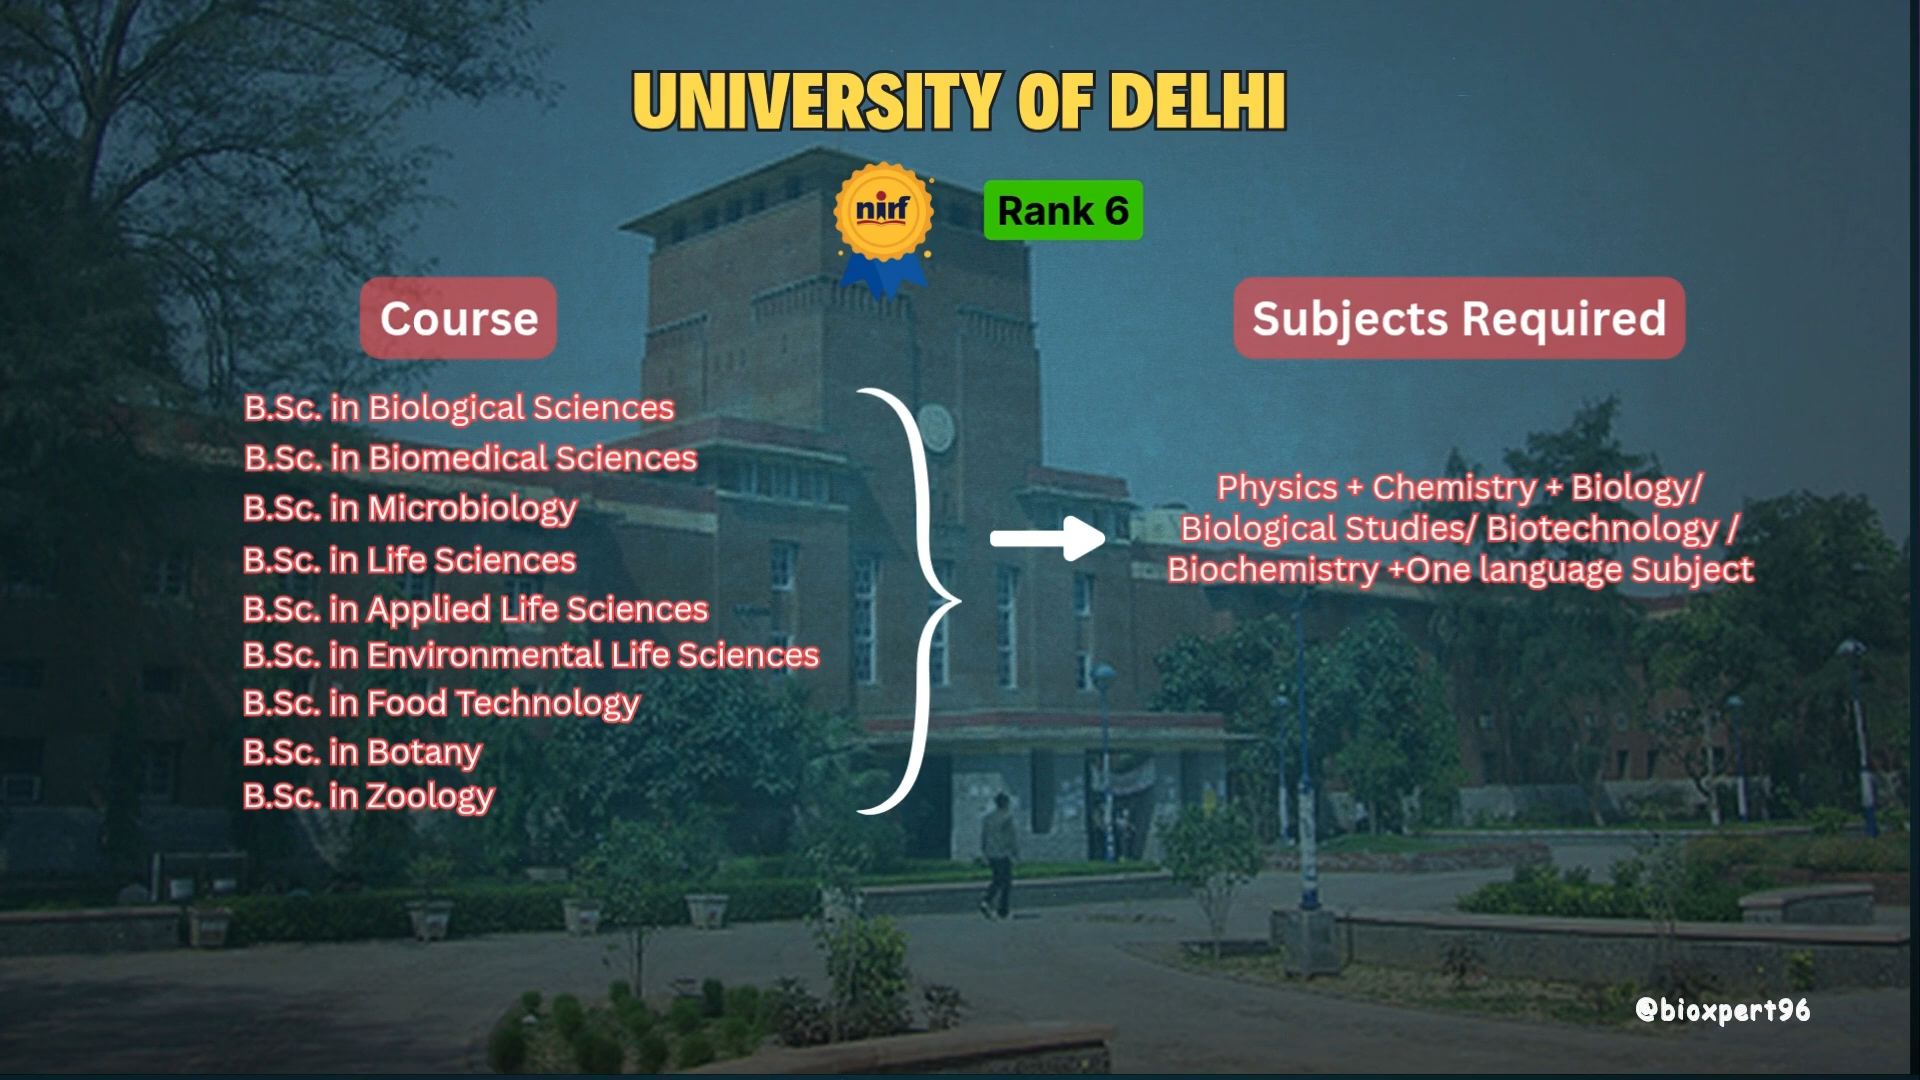 UNIVERSITY OF DELHI
nirf
Rank 6
Course
B.Sc. in Biological Sciences
B.Sc. in Biomedical Sciences
B.Sc. in Microbiology
B.Sc. in Life Sciences
B.Sc. in Applied Life Sciences
B.Sc. in Environmental Life Sciences
B.Sc. in Food Technology
B.Sc. in Botany
B.Sc. in Zoology
Subjects Required
Physics + Chemistry + Biology/
Biological Studies/ Biotechnology /
Biochemistry +One language Subject
@bioxpert96